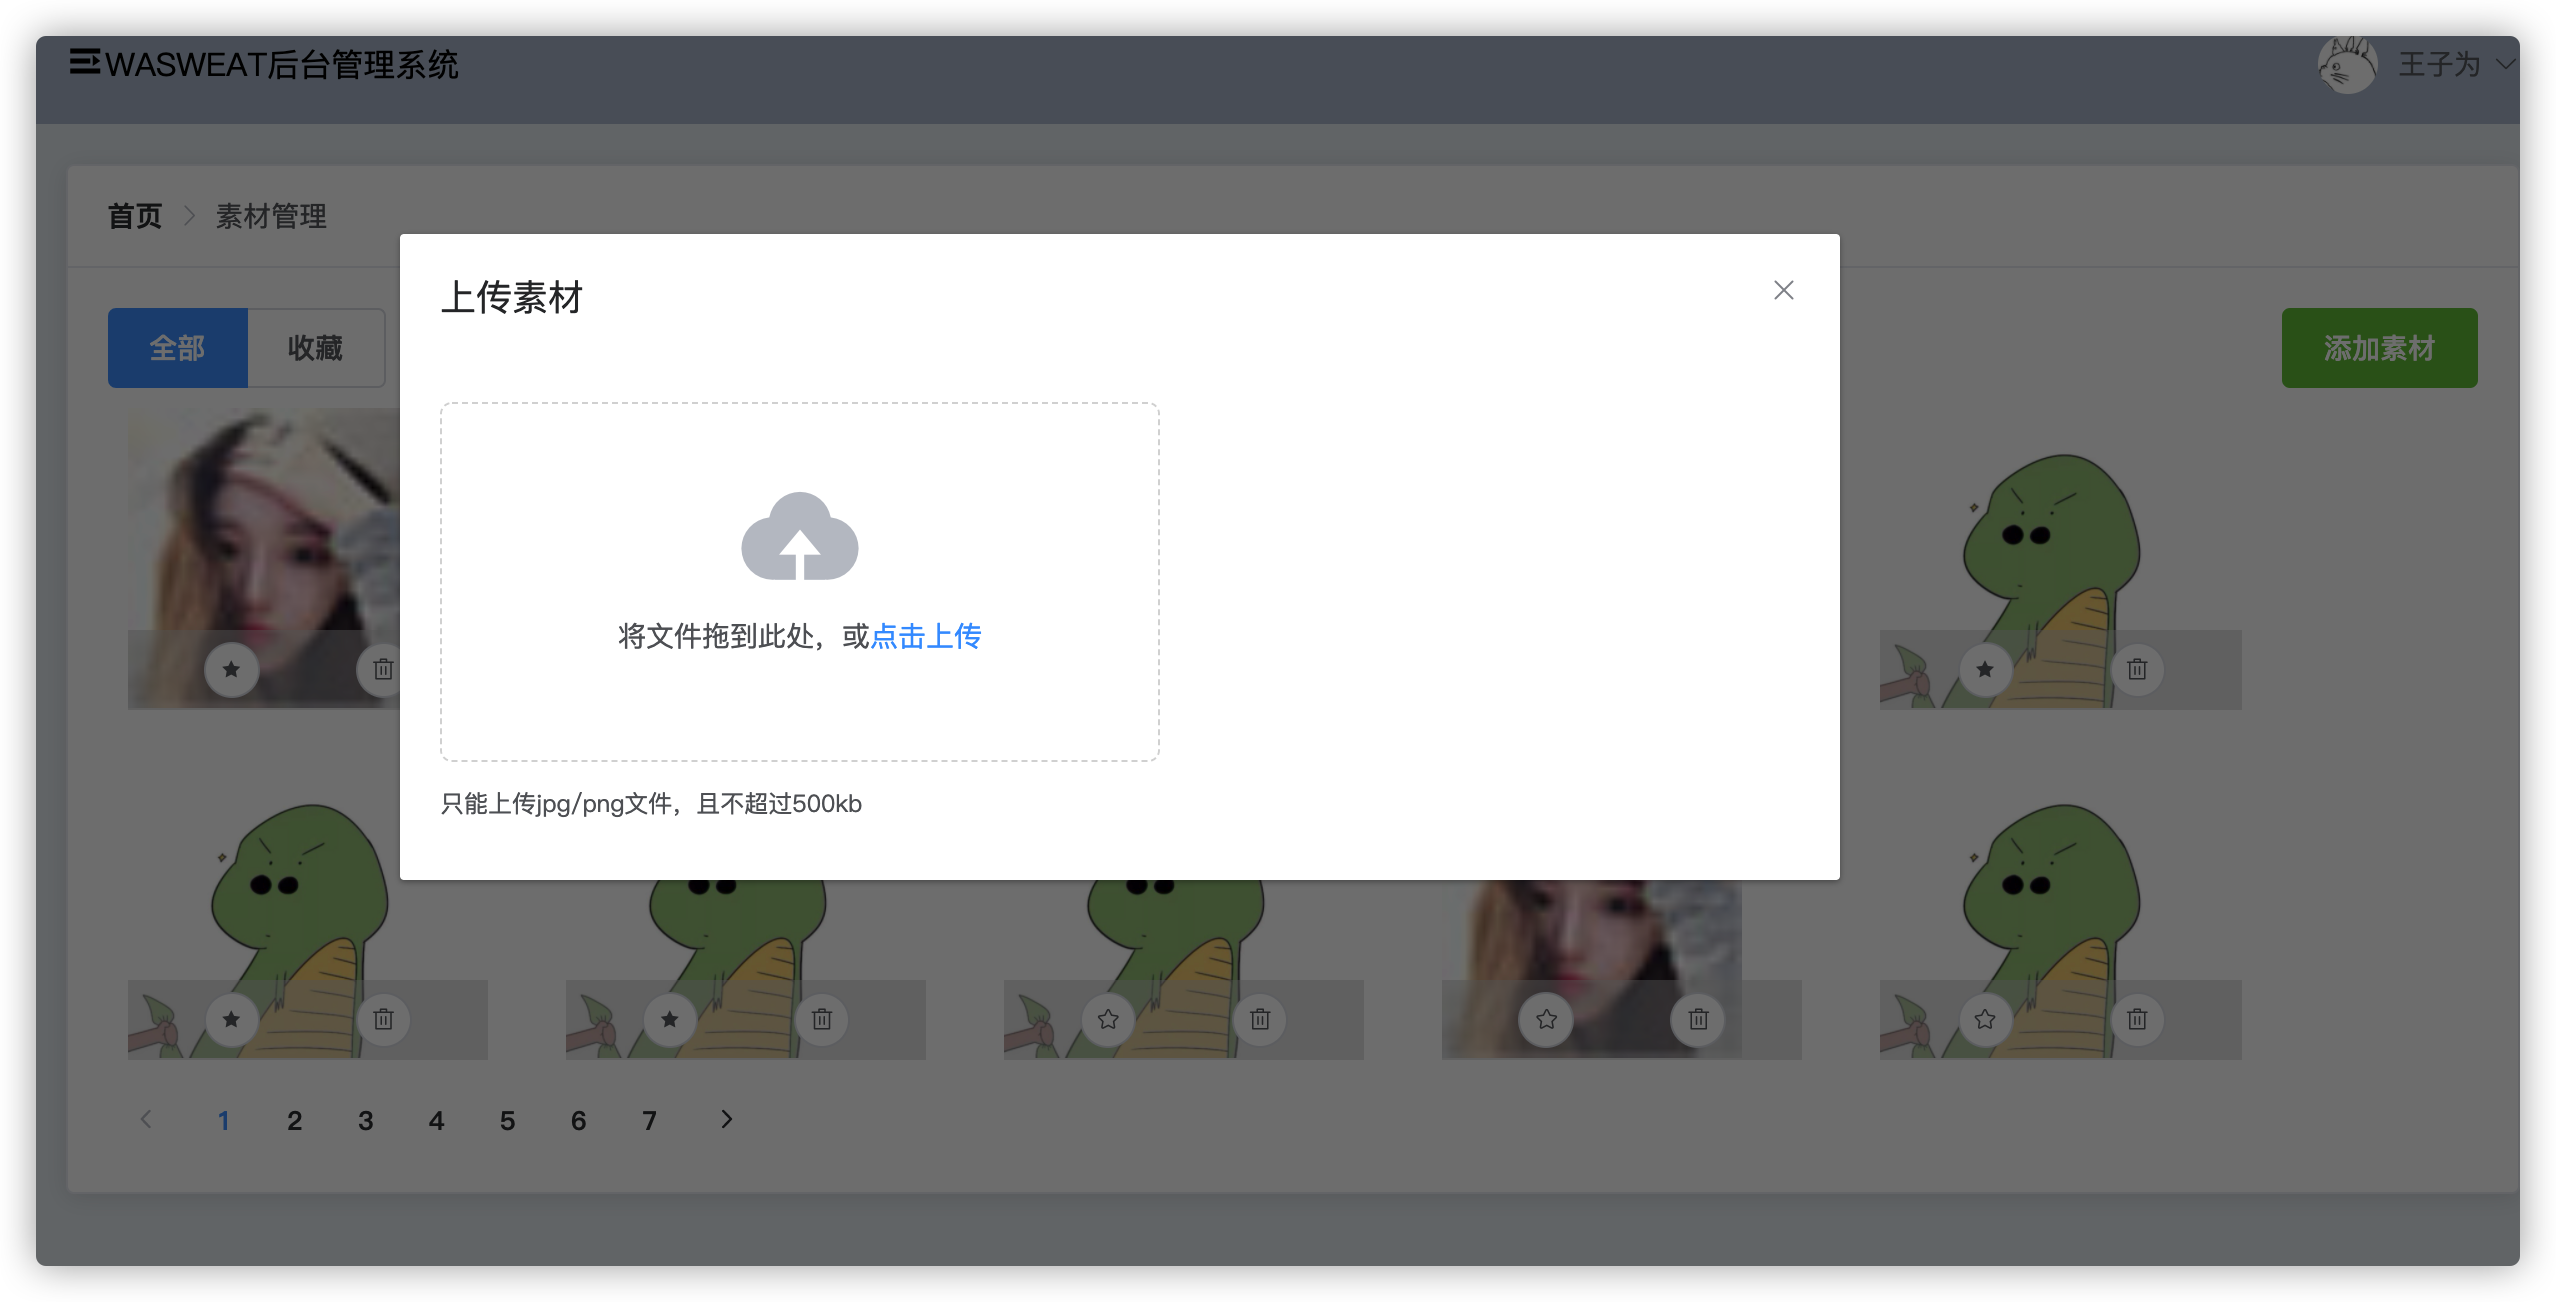 WASWEAT后台管理系统
王子为
首页 > 素材管理
上传素材
全部 收藏
添加素材
将文件拖到此处，或点击上传
只能上传jpg/png文件，且不超过500kb
1 2 3 4 5 6 7